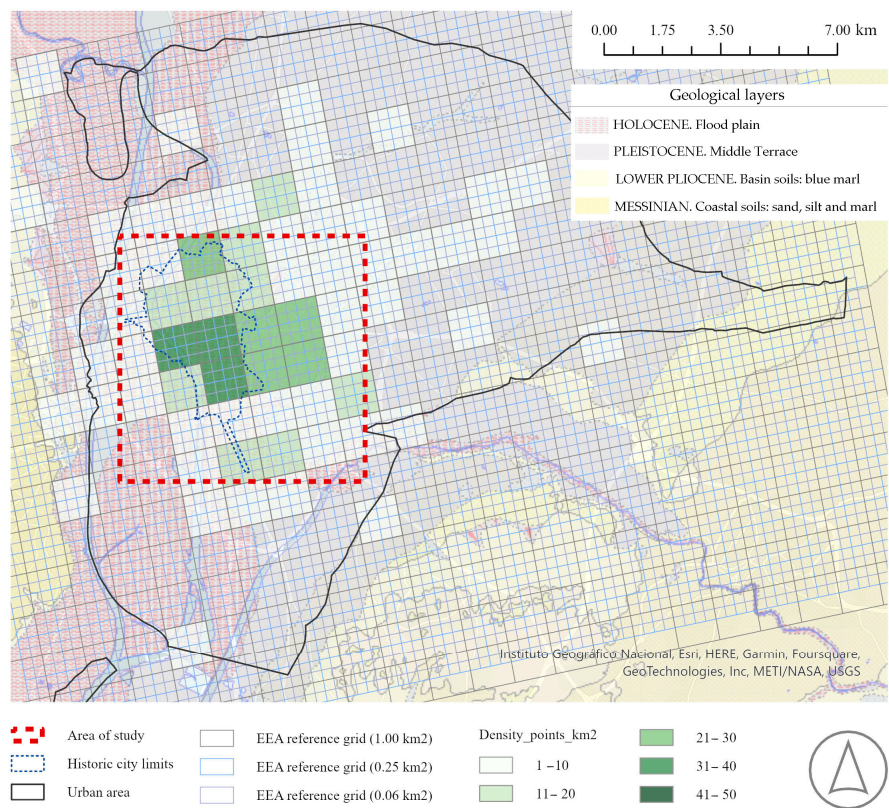 0.00 1.75 3.50 7.00 km
Geological layers
HOLOCENE. Flood plain
PLEISTOCENE. Middle Terrace
LOWER PLIOCENE. Basin soils: blue marl
MESSINIAN. Coastal soils: sand, silt and marl
Instituto Geográfico Nacional, Esri, HERE, Garmin, Foursquare,
GeoTechnologies, Inc, METI/NASA, USGS
Area of study
Historic city limits
Urban area
EEA reference grid (1.00 km2)
EEA reference grid (0.25 km2)
EEA reference grid (0.06 km2)
Density_points_km2
1 –10
11– 20
21– 30
31– 40
41– 50